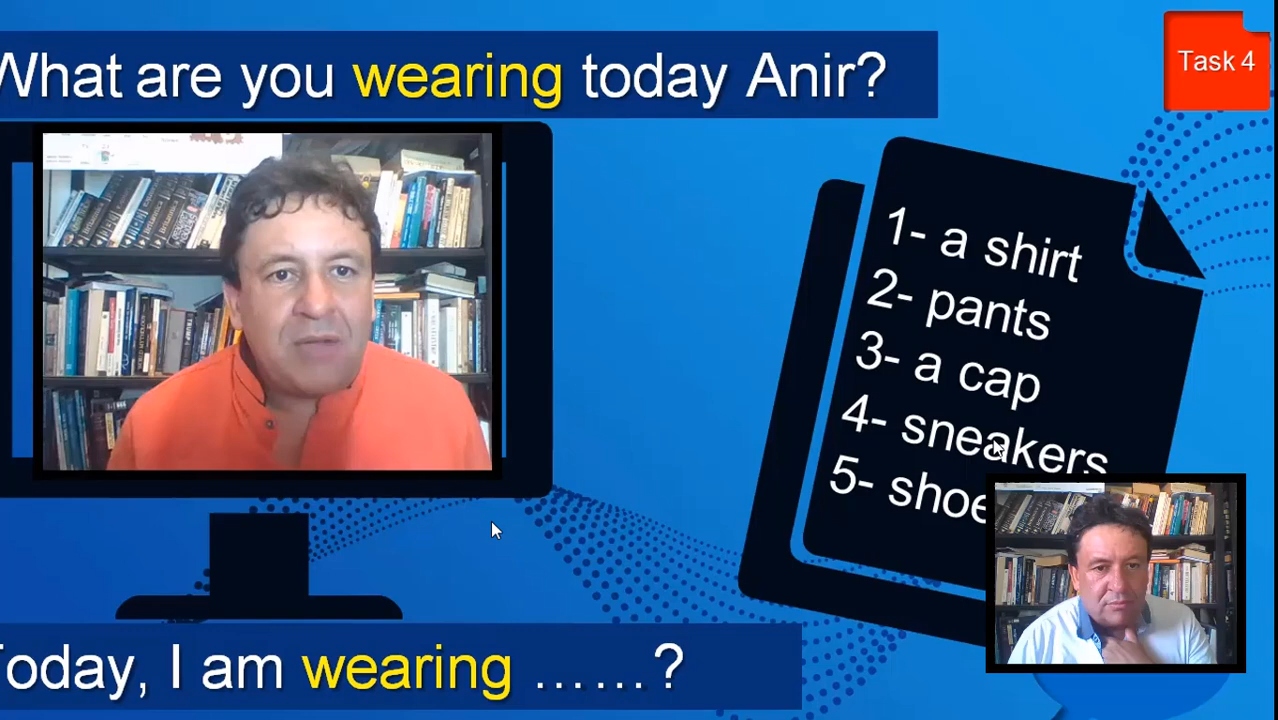 What are you wearing today Anir?
Task 4
1- a shirt
2- pants
3- a cap
4- sneakers
5- shoe
Today, I am wearing ……?